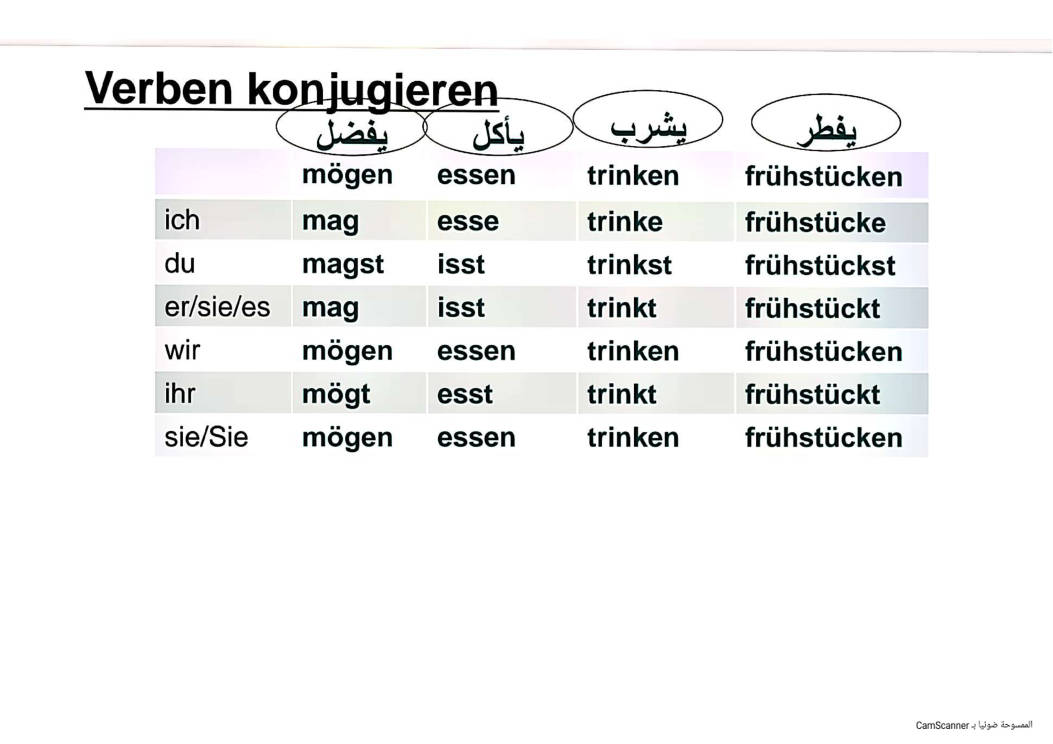 Verben konjugieren
يفضل يأكل يشرب يفطر
mögen essen trinken frühstücken
ich mag esse trinke frühstücke
du magst isst trinkst frühstückst
er/sie/es mag isst trinkt frühstückt
wir mögen essen trinken frühstücken
ihr mögt esst trinkt frühstückt
sie/Sie mögen essen trinken frühstücken
الممسوحة ضوئيا بـ CamScanner